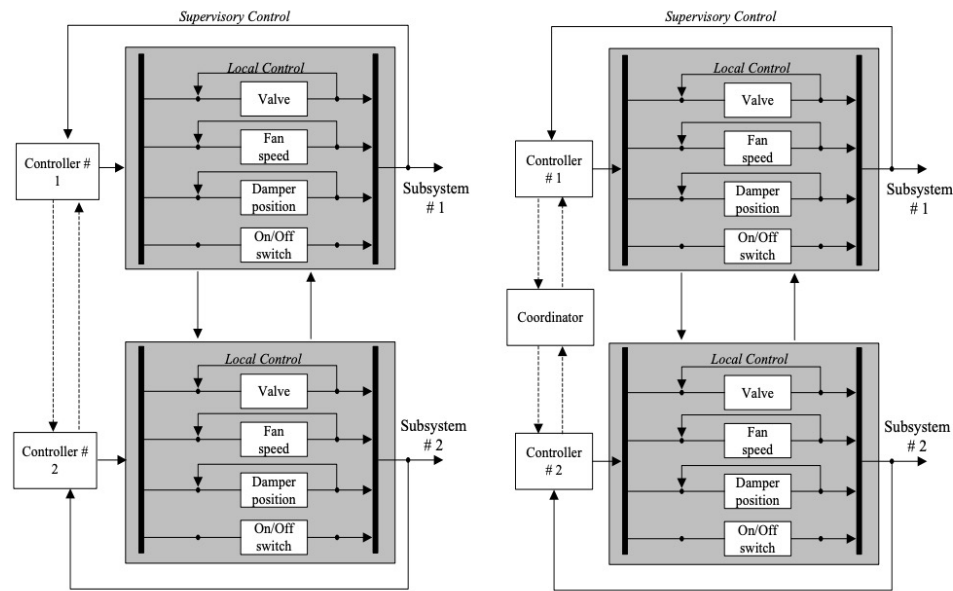 Supervisory Control
Local Control
Valve
Fan
speed
Damper
position
On/Off
switch
Controller #
1
Subsystem
# 1
Local Control
Valve
Fan
speed
Damper
position
On/Off
switch
Controller #
2
Subsystem
# 2
Supervisory Control
Local Control
Valve
Fan
speed
Damper
position
On/Off
switch
Controller
# 1
Subsystem
# 1
Coordinator
Local Control
Valve
Fan
speed
Damper
position
On/Off
switch
Controller
# 2
Subsystem
# 2